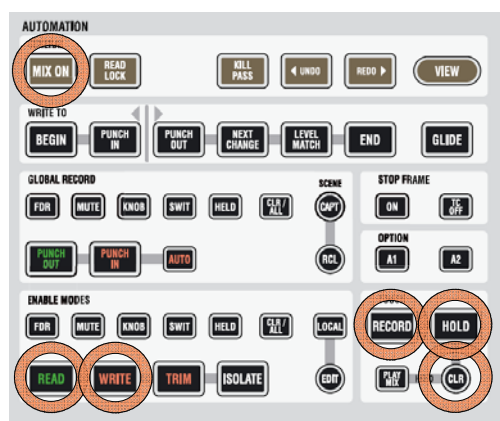 AUTOMATION
MIX ON READ LOCK KILL PASS UNDO REDO VIEW
WRITE TO
BEGIN PUNCH IN PUNCH OUT NEXT CHANGE LEVEL MATCH END GLIDE
GLOBAL RECORD SCENE STOP FRAME
FDR MUTE KNOB SWIT HELD CLR/ALL CAPT ON TC OFF
OPTION
PUNCH OUT PUNCH IN AUTO RCL A1 A2
ENABLE MODES
FDR MUTE KNOB SWIT HELD CLR/ALL LOCAL RECORD HOLD
READ WRITE TRIM ISOLATE EDIT PLAY MIX CLR